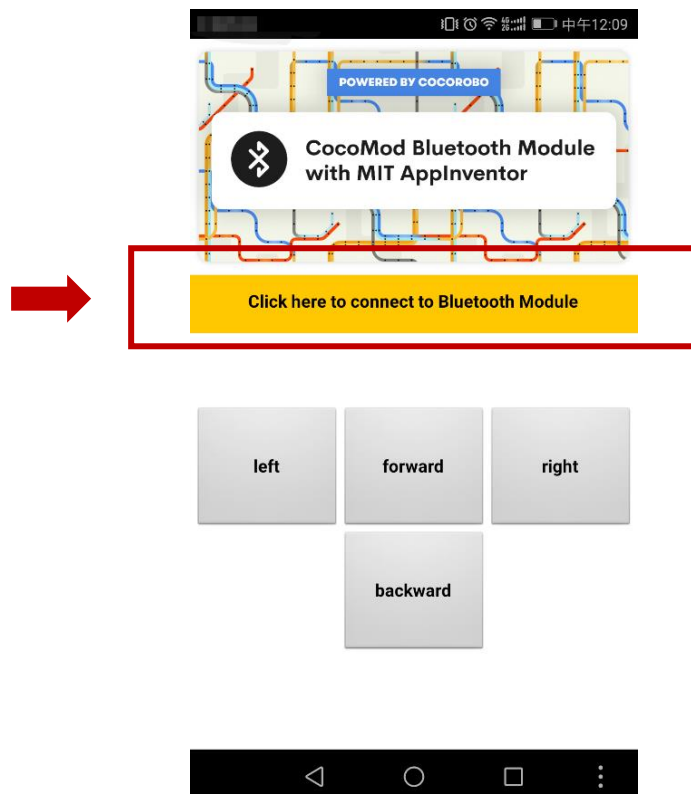 中午12:09
POWERED BY COCOROBO
CocoMod Bluetooth Module
with MIT AppInventor
Click here to connect to Bluetooth Module
left forward right
backward